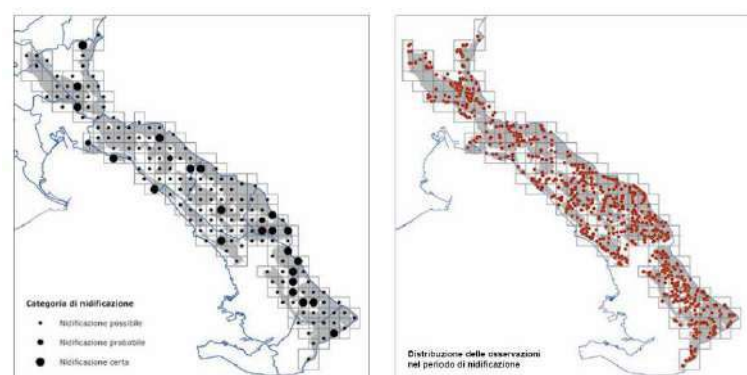 Categoria di nidificazione
Nidificazione possibile
Nidificazione probabile
Nidificazione certa
Distribuzione delle osservazioni
nel periodo di nidificazione